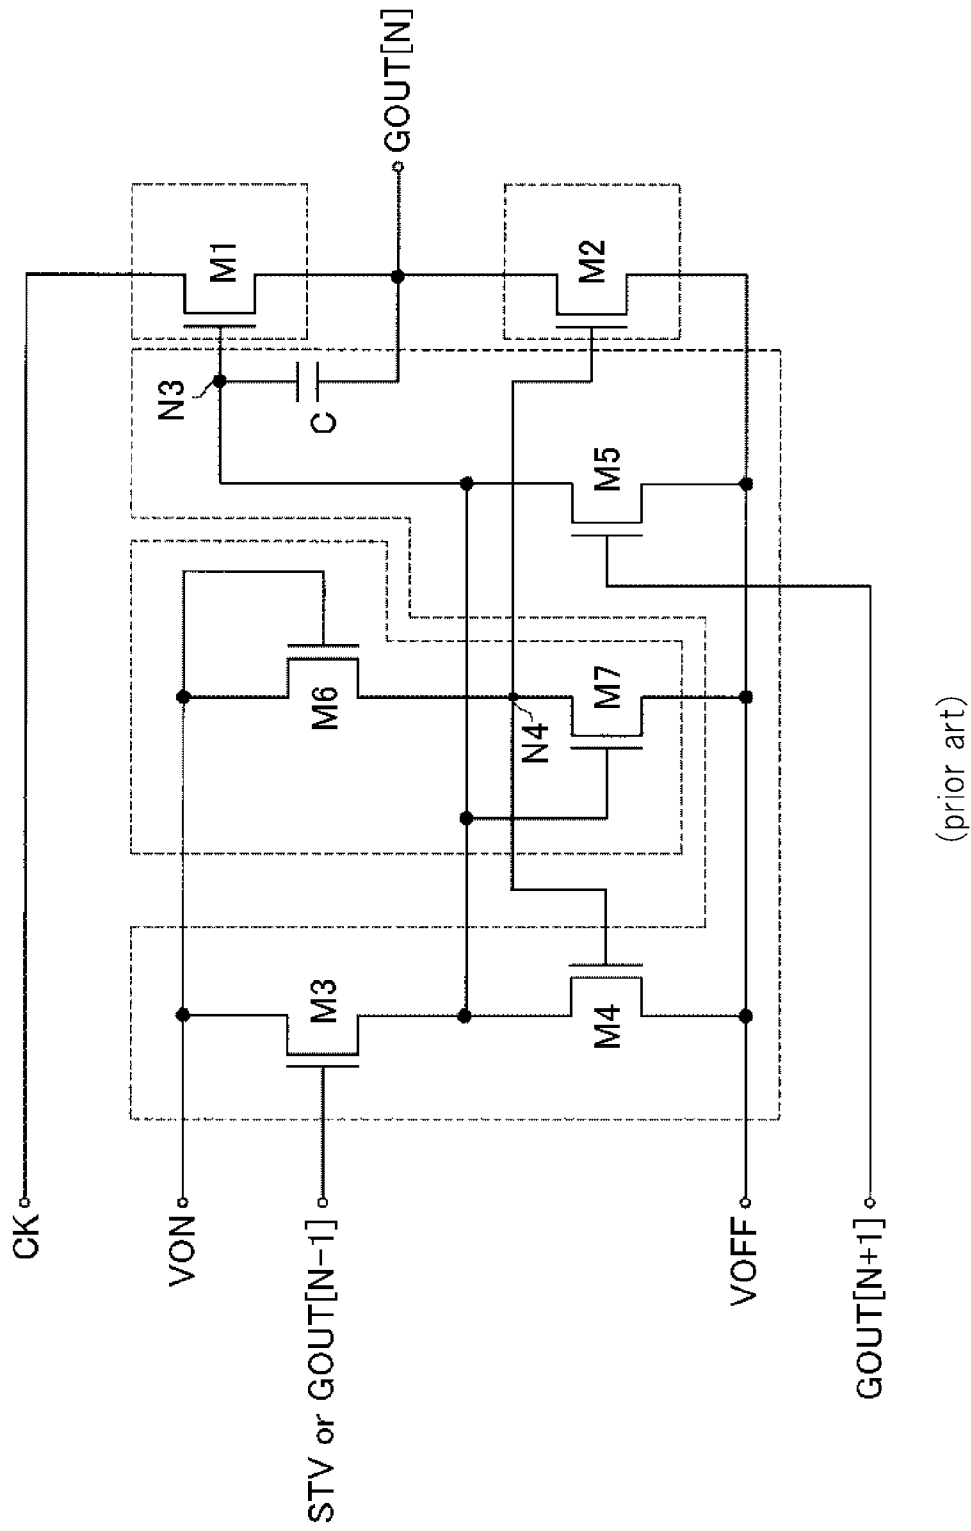 CK
VON
STV or GOUT[N-1]
VOFF
GOUT[N+1]
M3
M4
M6
N4
M7
N3
C
M5
M1
M2
GOUT[N]
(prior art)